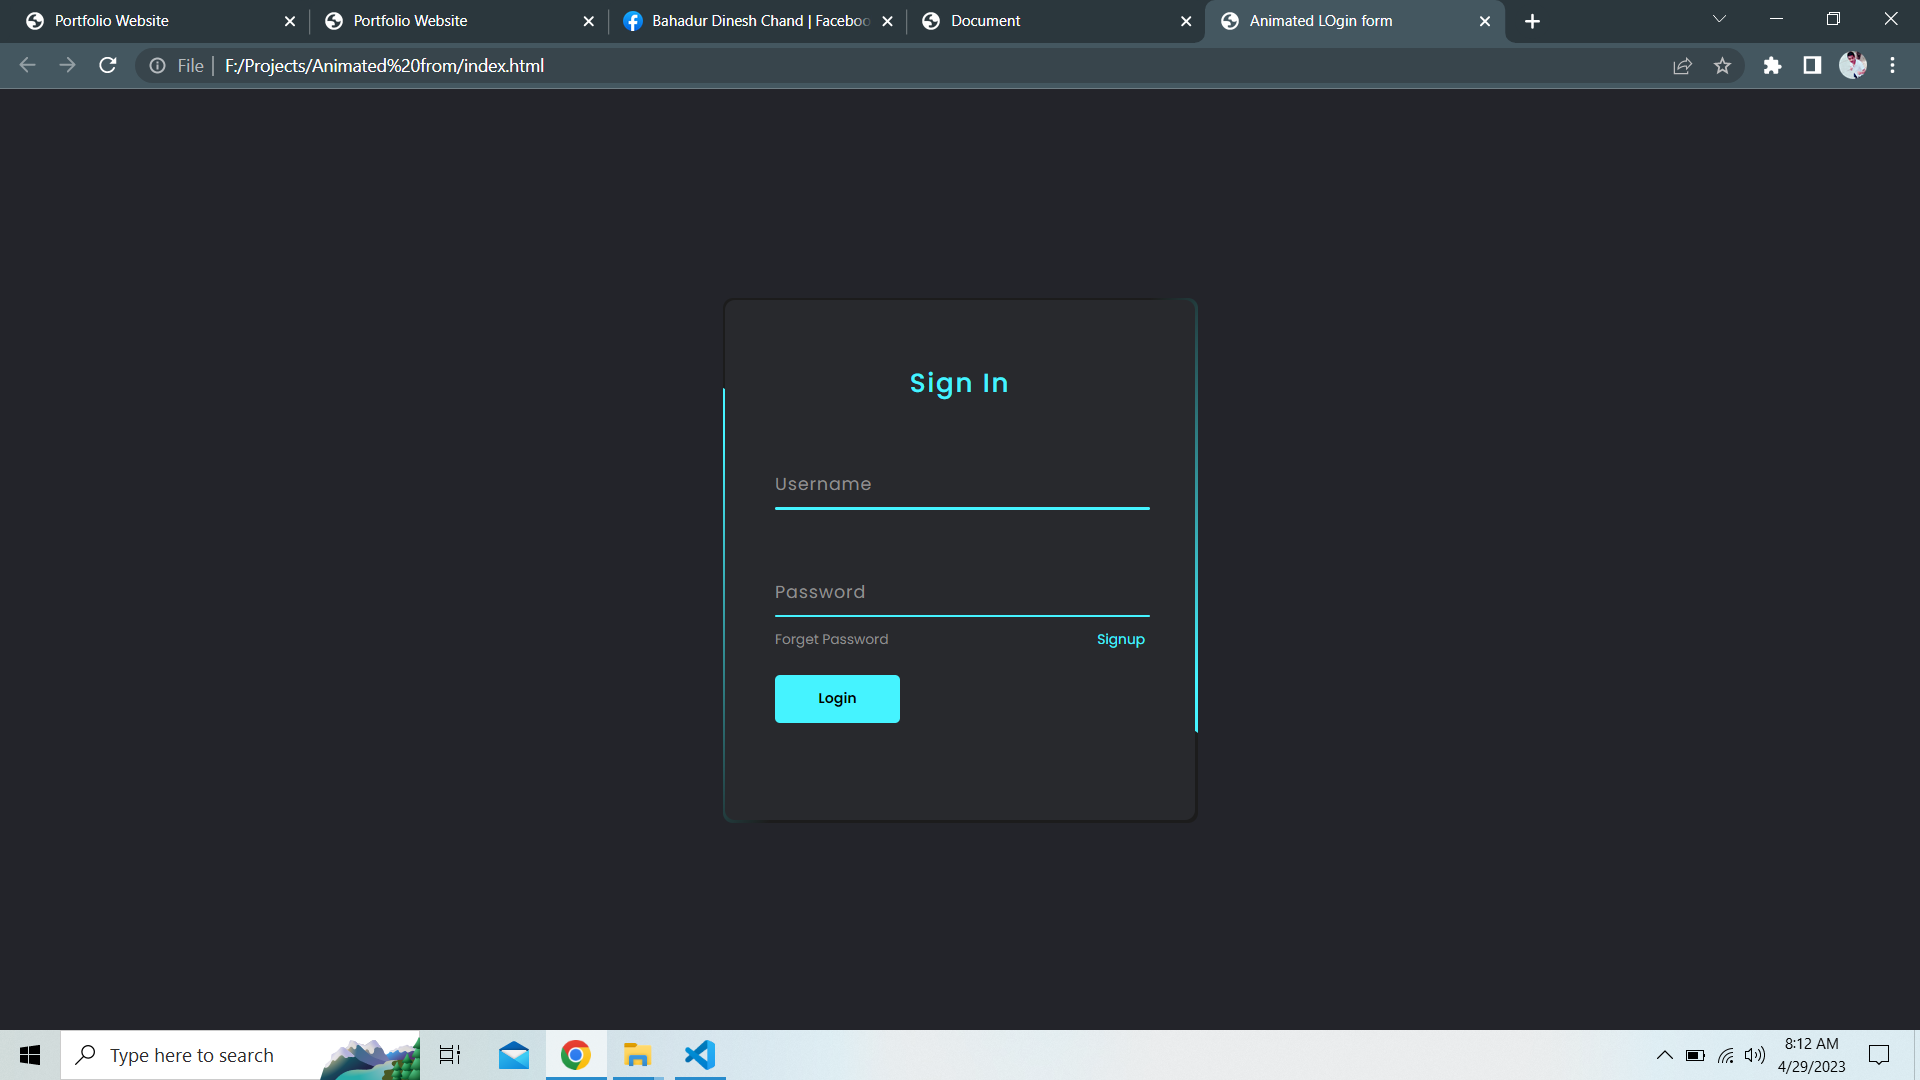 Portfolio Website
Portfolio Website
Bahadur Dinesh Chand | Faceboo
Document
Animated LOgin form
File | F:/Projects/Animated%20from/index.html
Sign In
Username
Password
Forget Password Signup
Login
Type here to search
8:12 AM
4/29/2023